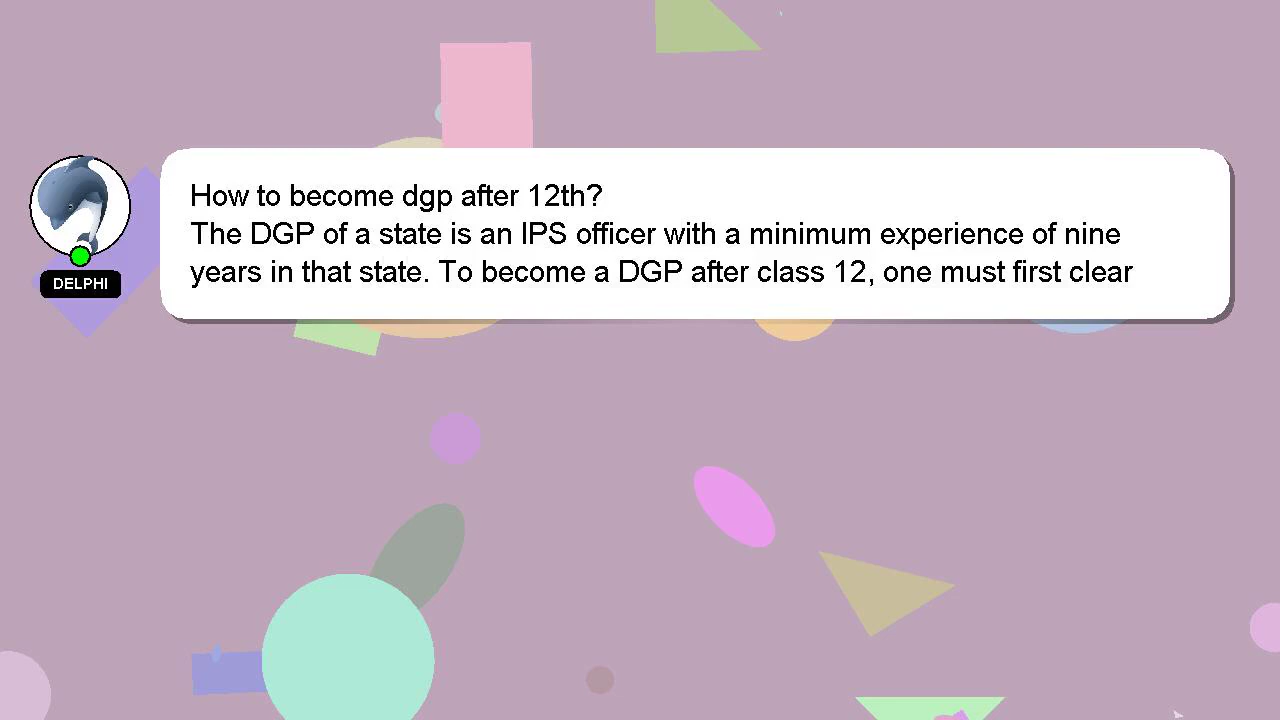 How to become dgp after 12th?
The DGP of a state is an IPS officer with a minimum experience of nine
years in that state. To become a DGP after class 12, one must first clear
DELPHI